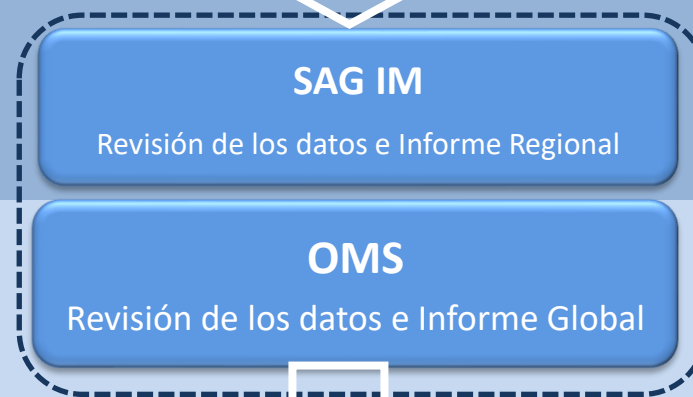 SAG IM
Revisión de los datos e Informe Regional
OMS
Revisión de los datos e Informe Global